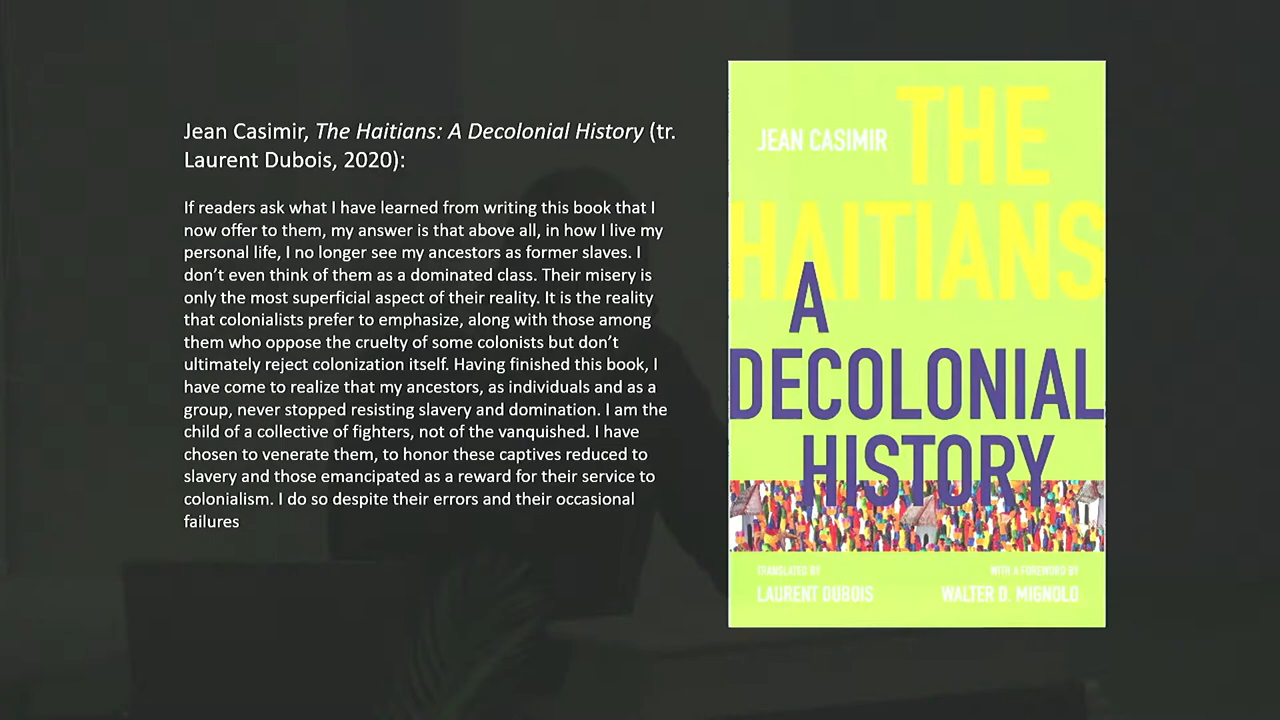 Jean Casimir, The Haitians: A Decolonial History (tr.
Laurent Dubois, 2020):
If readers ask what I have learned from writing this book that I
now offer to them, my answer is that above all, in how I live my
personal life, I no longer see my ancestors as former slaves. I
don’t even think of them as a dominated class. Their misery is
only the most superficial aspect of their reality. It is the reality
that colonialists prefer to emphasize, along with those among
them who oppose the cruelty of some colonists but don’t
ultimately reject colonization itself. Having finished this book, I
have come to realize that my ancestors, as individuals and as a
group, never stopped resisting slavery and domination. I am the
child of a collective of fighters, not of the vanquished. I have
chosen to venerate them, to honor these captives reduced to
slavery and those emancipated as a reward for their service to
colonialism. I do so despite their errors and their occasional
failures
JEAN CASIMIR
THE
HAITIANS
A
DECOLONIAL
HISTORY
TRANSLATED BY
LAURENT DUBOIS
WITH A FOREWORD BY
WALTER D. MIGNOLO